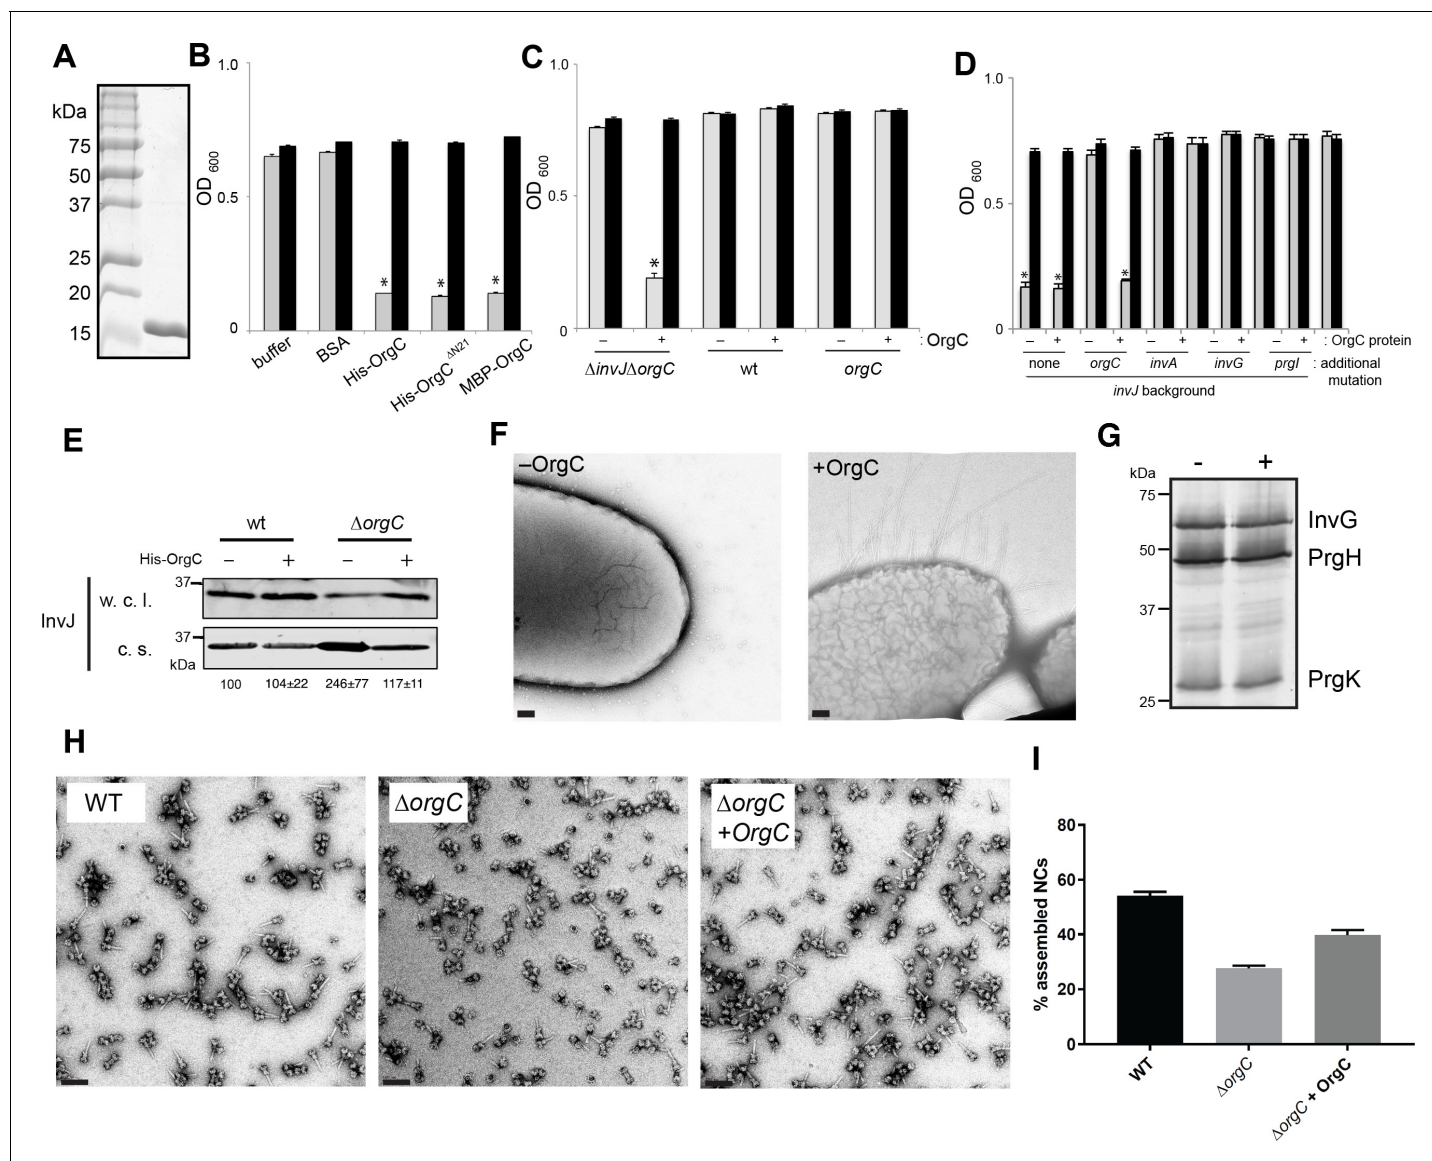 A
kDa
75
50
37
25
20
15
B
1.0
0.5
0
OD 600
buffer
BSA
His-OrgC
His-OrgC ΔN21
MBP-OrgC
* * *
C
1.0
0.5
0
OD 600
*
– + – + – + : OrgC
ΔinvJΔorgC wt orgC
D
1.0
0.5
0
OD 600
* * *
– + – + – + – + – + : OrgC protein
none orgC invA invG prgI : additional
mutation
invJ background
E
wt ΔorgC
His-OrgC – + – +
InvJ
w. c. l.
37
c. s.
37
kDa
100 104±22 246±77 117±11
F
–OrgC
+OrgC
G
- +
kDa
75
50
37
25
InvG
PrgH
PrgK
H
WT
ΔorgC
ΔorgC
+OrgC
I
80
60
40
20
0
% assembled NCs
WT
ΔorgC
ΔorgC + OrgC